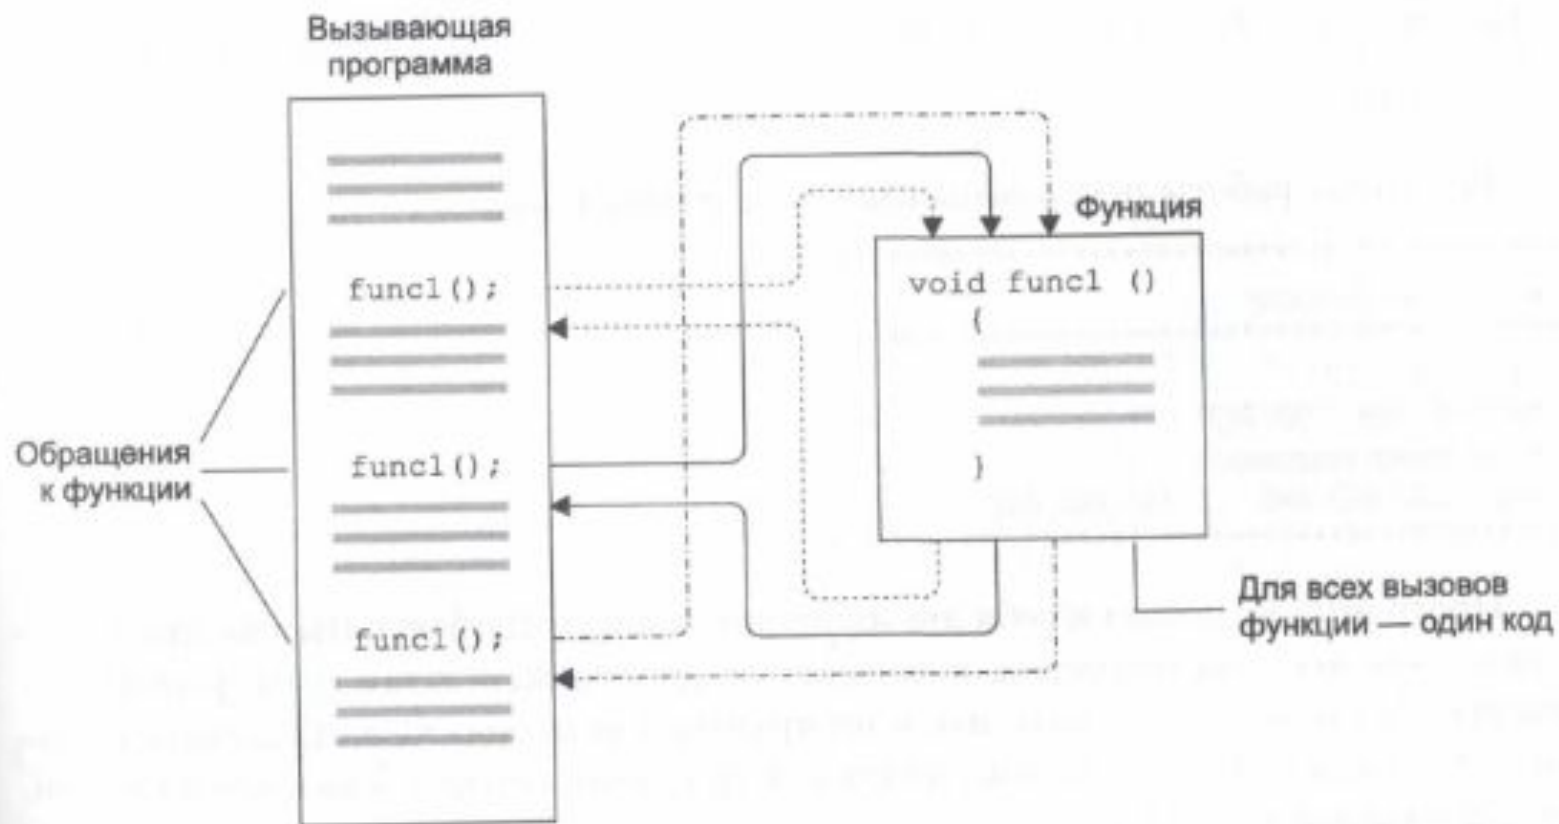 Вызывающая
программа
Функция
func1();
void func1 ()
{
Обращения
к функции
func1();
}
Для всех вызовов
функции — один код
func1();